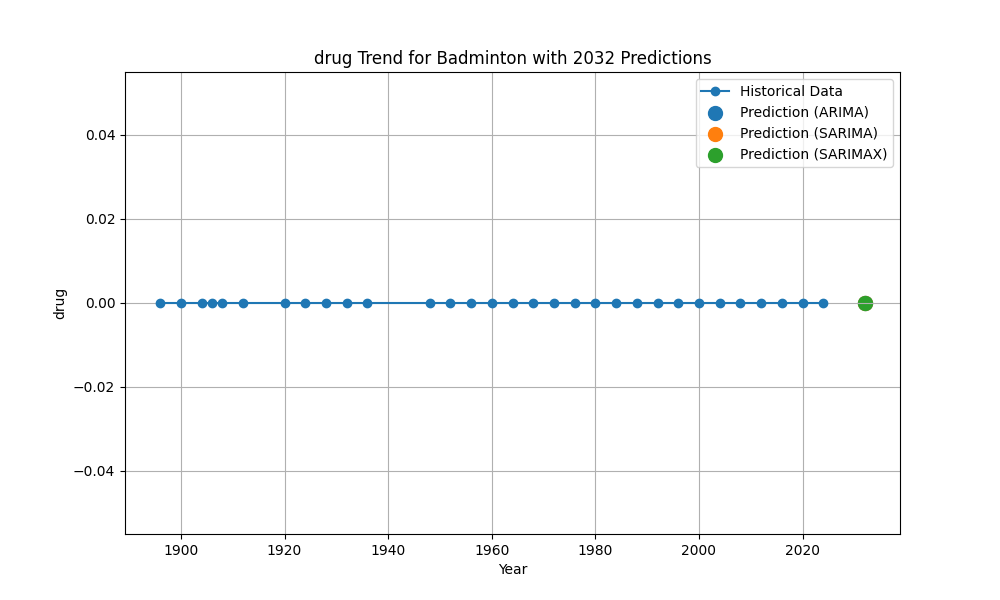 drug Trend for Badminton with 2032 Predictions
Historical Data
Prediction (ARIMA)
Prediction (SARIMA)
Prediction (SARIMAX)
0.04
0.02
0.00
−0.02
−0.04
drug
1900 1920 1940 1960 1980 2000 2020
Year